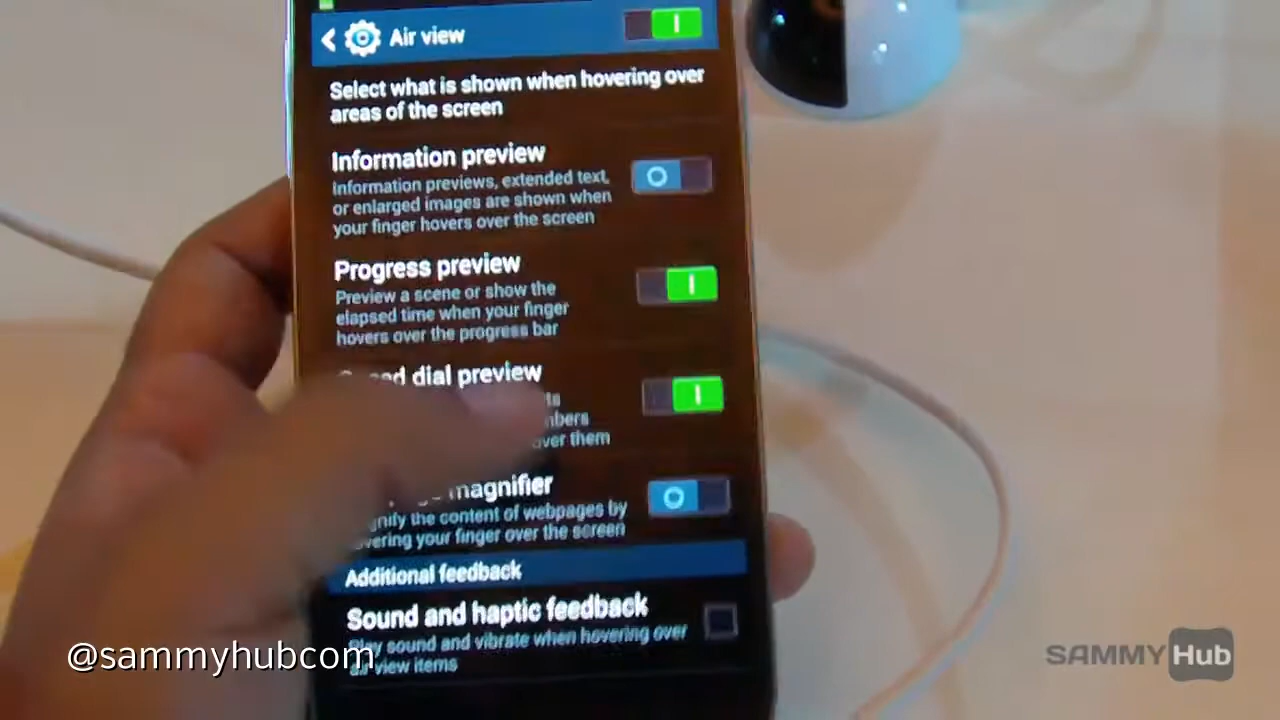 Air view
Select what is shown when hovering over
areas of the screen
Information preview
Information previews, extended text,
or enlarged images are shown when
your finger hovers over the screen
Progress preview
Preview a scene or show the
elapsed time when your finger
hovers over the progress bar
dial preview
over them
magnifier
the content of webpages by
your finger over the screen
Additional feedback
Sound and haptic feedback
Play sound and vibrate when hovering over
air view items
@sammyhubcom
SAMMY Hub